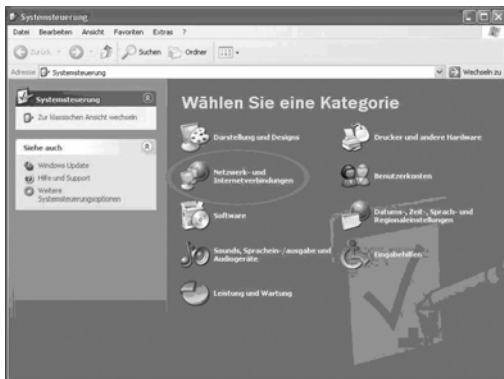 Systemsteuerung
Datei Bearbeiten Ansicht Favoriten Extras ?
Zurück Suchen Ordner
Adresse Systemsteuerung Wechseln zu
Systemsteuerung
Zur klassischen Ansicht wechseln
Siehe auch
Windows Update
Hilfe und Support
Weitere
Systemsteuerungsoptionen
Wählen Sie eine Kategorie
Darstellung und Designs
Drucker und andere Hardware
Netzwerk- und
Internetverbindungen
Benutzerkonten
Software
Datums-, Zeit-, Sprach- und
Regionaleinstellungen
Sounds, Sprachein-/ausgabe und
Audiogeräte
Eingabehilfen
Leistung und Wartung